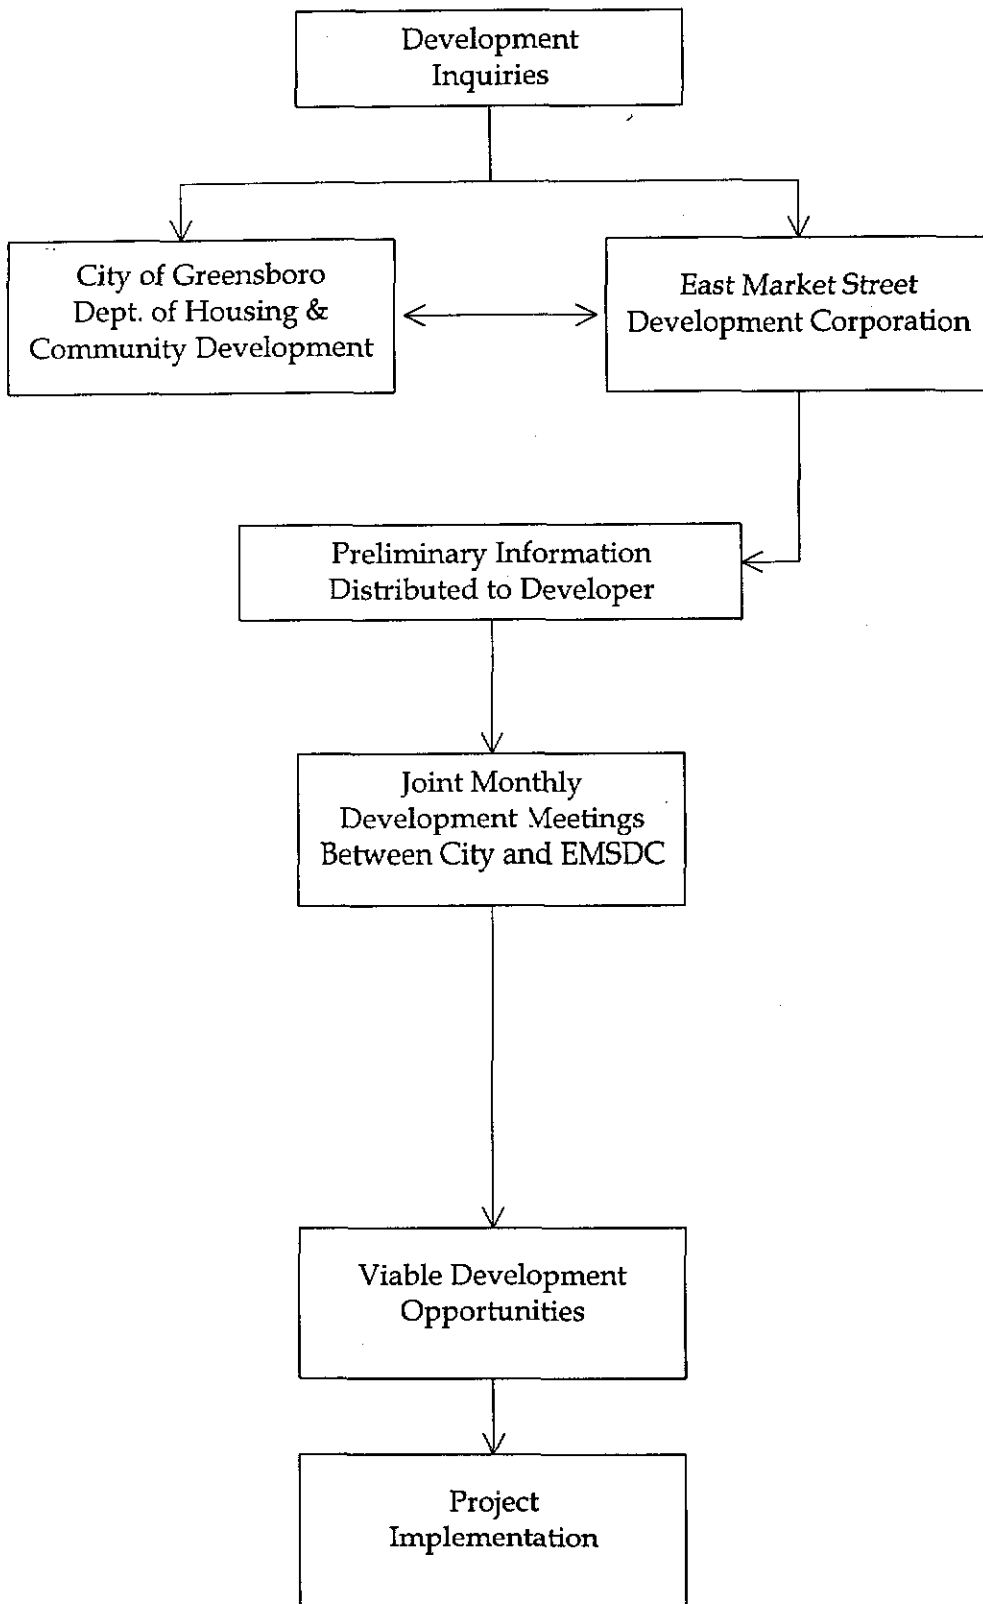 Development
Inquiries
City of Greensboro
Dept. of Housing &
Community Development
East Market Street
Development Corporation
Preliminary Information
Distributed to Developer
Joint Monthly
Development Meetings
Between City and EMSDC
Viable Development
Opportunities
Project
Implementation